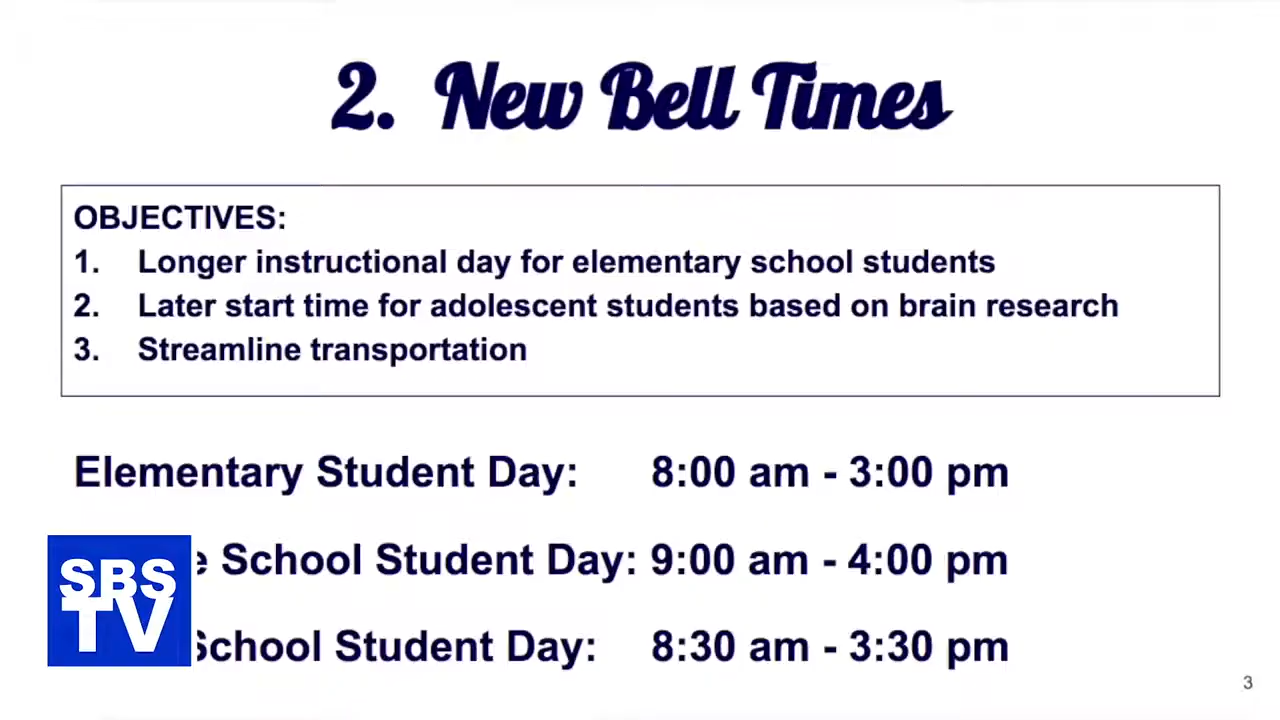 2. New Bell Times
OBJECTIVES:
1. Longer instructional day for elementary school students
2. Later start time for adolescent students based on brain research
3. Streamline transportation
Elementary Student Day: 8:00 am - 3:00 pm
e School Student Day: 9:00 am - 4:00 pm
School Student Day: 8:30 am - 3:30 pm
SBS
TV
3